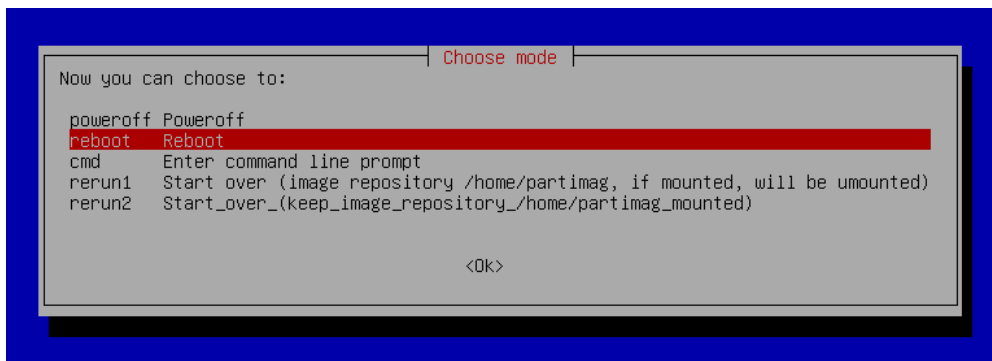 Choose mode
Now you can choose to:
poweroff Poweroff
reboot Reboot
cmd Enter command line prompt
rerun1 Start over (image repository /home/partimag, if mounted, will be umounted)
rerun2 Start_over_(keep_image_repository_/home/partimag_mounted)
<Ok>